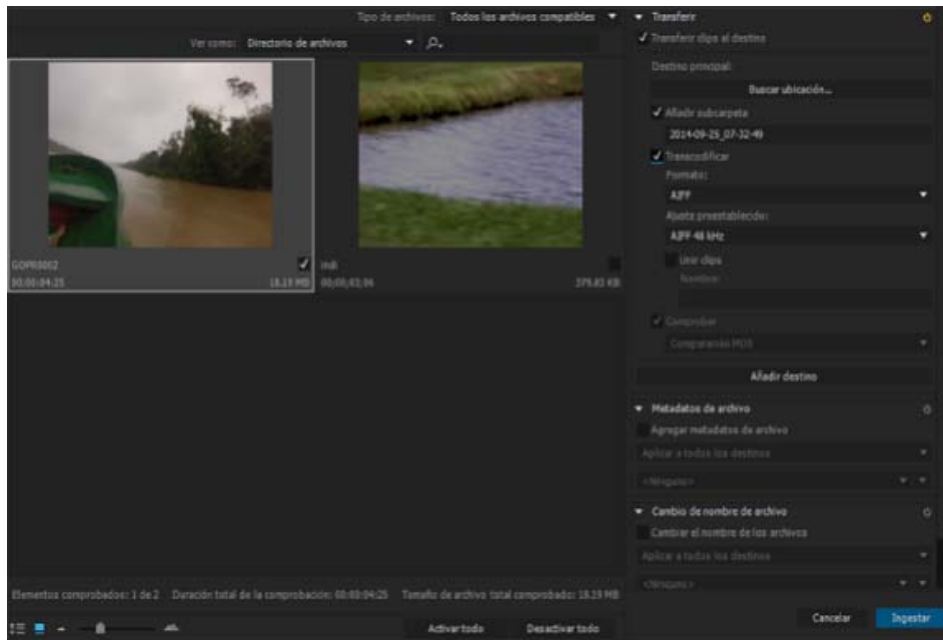 Tipo de archivos: Todos los archivos compatibles
Ver como: Directorio de archivos
GOPR0002
00:00:04:25 18.19 MB
indi
00;00;03;06 379.83 KB
Elementos comprobados: 1 de 2 Duración total de la comprobación: 00:00:04:25 Tamaño de archivo total comprobado: 18.19 MB
Activar todo Desactivar todo
Transferir
Transferir clips al destino
Destino principal:
Buscar ubicación...
Añadir subcarpeta
2014-09-25_07-32-49
Transcodificar
Formato:
AIFF
Ajuste preestablecido:
AIFF 48 kHz
Unir clips
Nombre:
Comprobar
Comparación MD5
Añadir destino
Metadatos de archivo
Agregar metadatos de archivo
Aplicar a todos los destinos
<Ninguno>
Cambio de nombre de archivo
Cambiar el nombre de los archivos
Aplicar a todos los destinos
<Ninguno>
Cancelar Ingestar